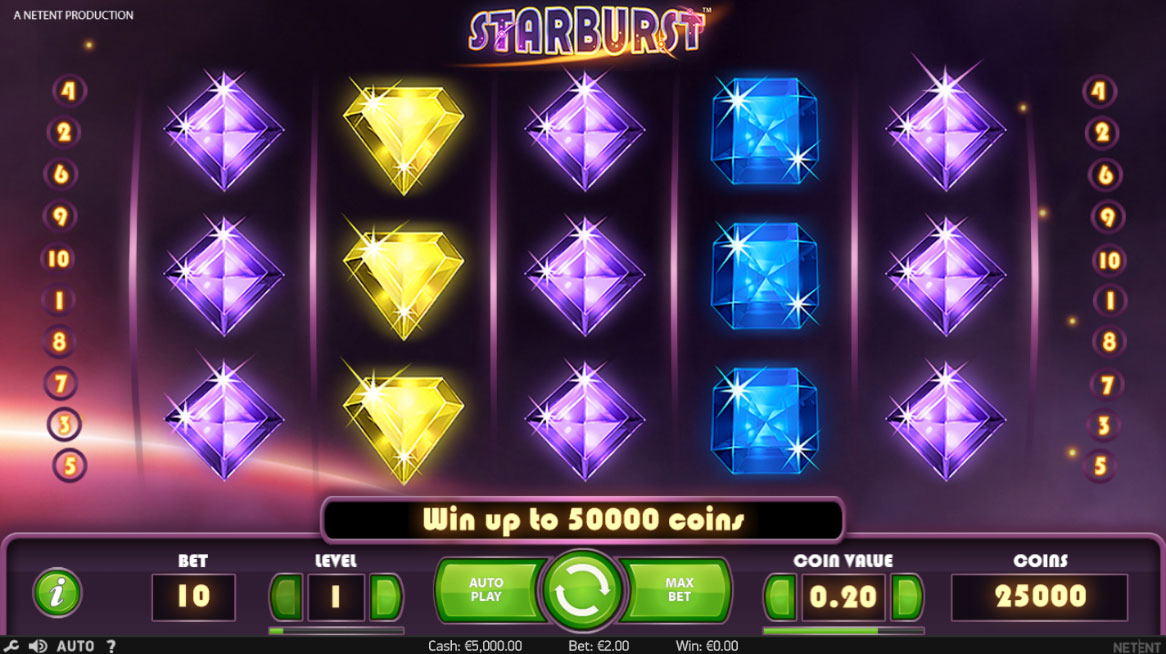 A NETENT PRODUCTION
STARBURST™
4
2
6
9
10
1
8
7
3
5
4
2
6
9
10
1
8
7
3
5
Win up to 50000 coins
BET
LEVEL
COIN VALUE
COINS
10
1
AUTO
PLAY
MAX
BET
0.20
25000
AUTO ?
Cash: €5,000.00 Bet: €2.00 Win: €0.00
NETENT